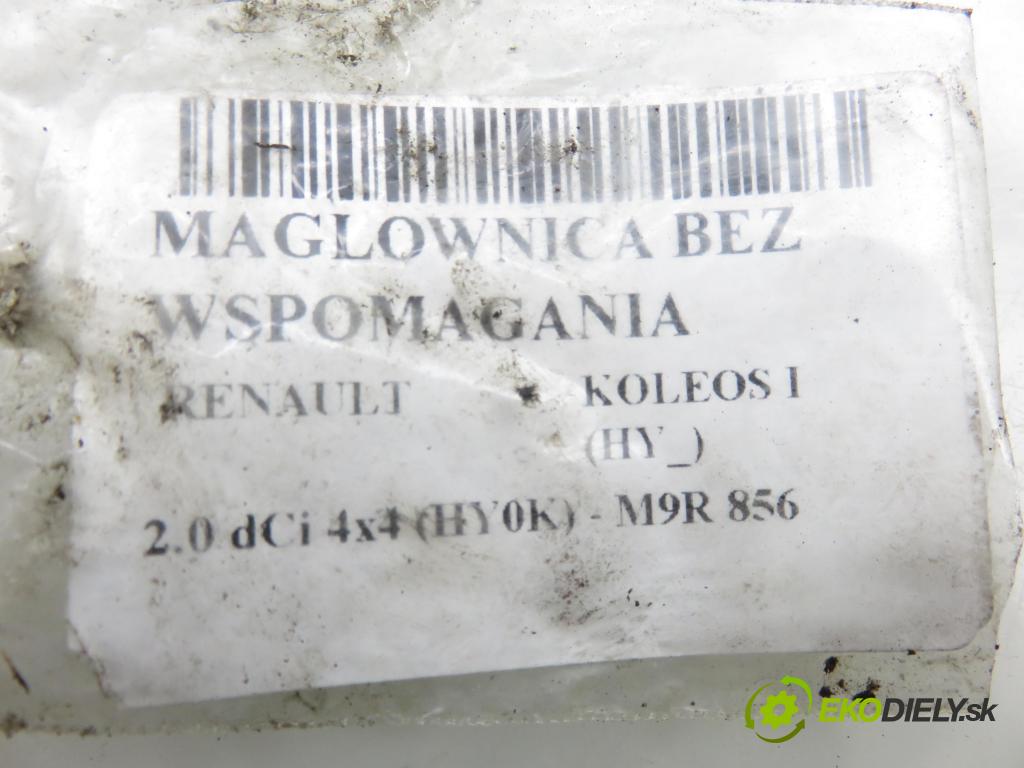 MAGLOWNICA BEZ
WSPOMAGANIA
RENAULT KOLEOS I
(HY_)
2.0 dCi 4x4 (HY0K) - M9R 856
EKODIELY.sk